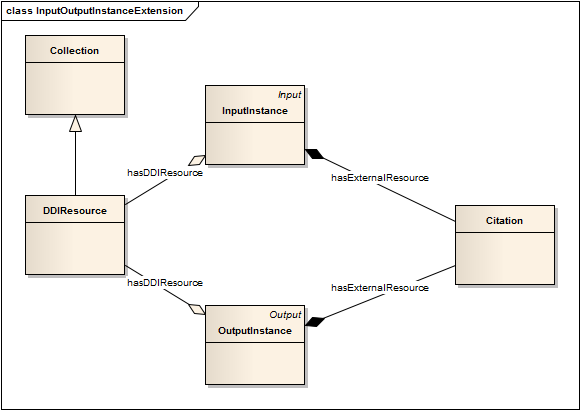 class InputOutputInstanceExtension
Collection
Input
InputInstance
hasDDIResource
hasExternalResource
DDIResource
Citation
hasDDIResource
hasExternalResource
Output
OutputInstance